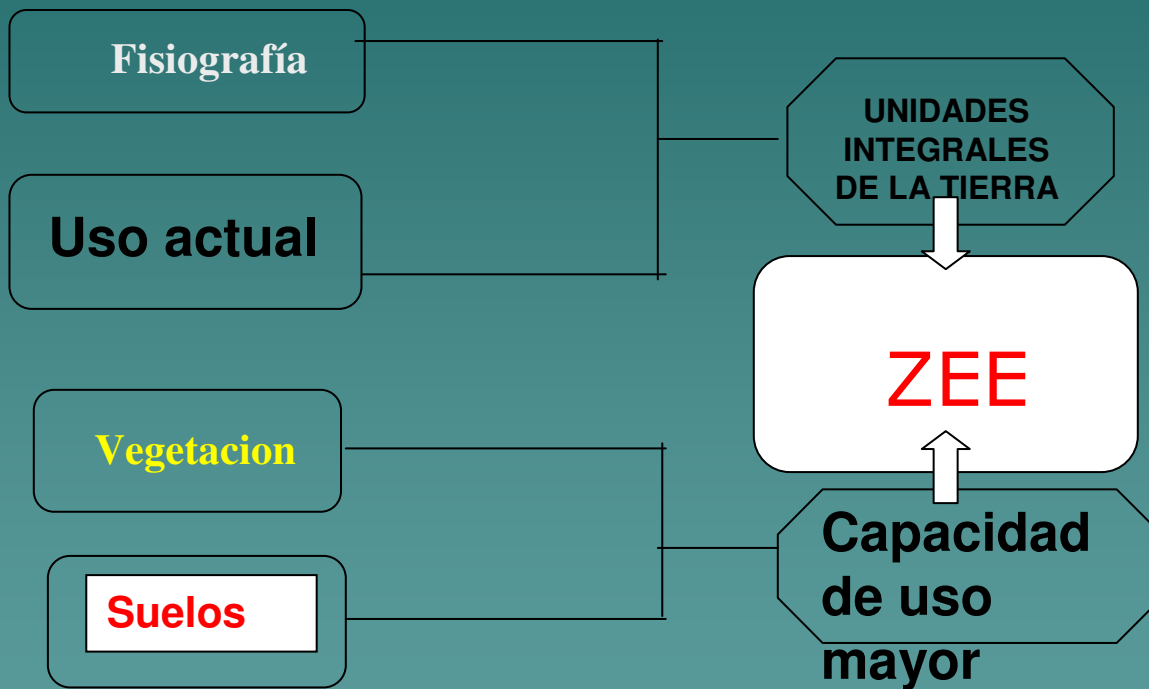 Fisiografía
UNIDADES
INTEGRALES
DE LA TIERRA
Uso actual
ZEE
Vegetacion
Suelos
Capacidad
de uso
mayor